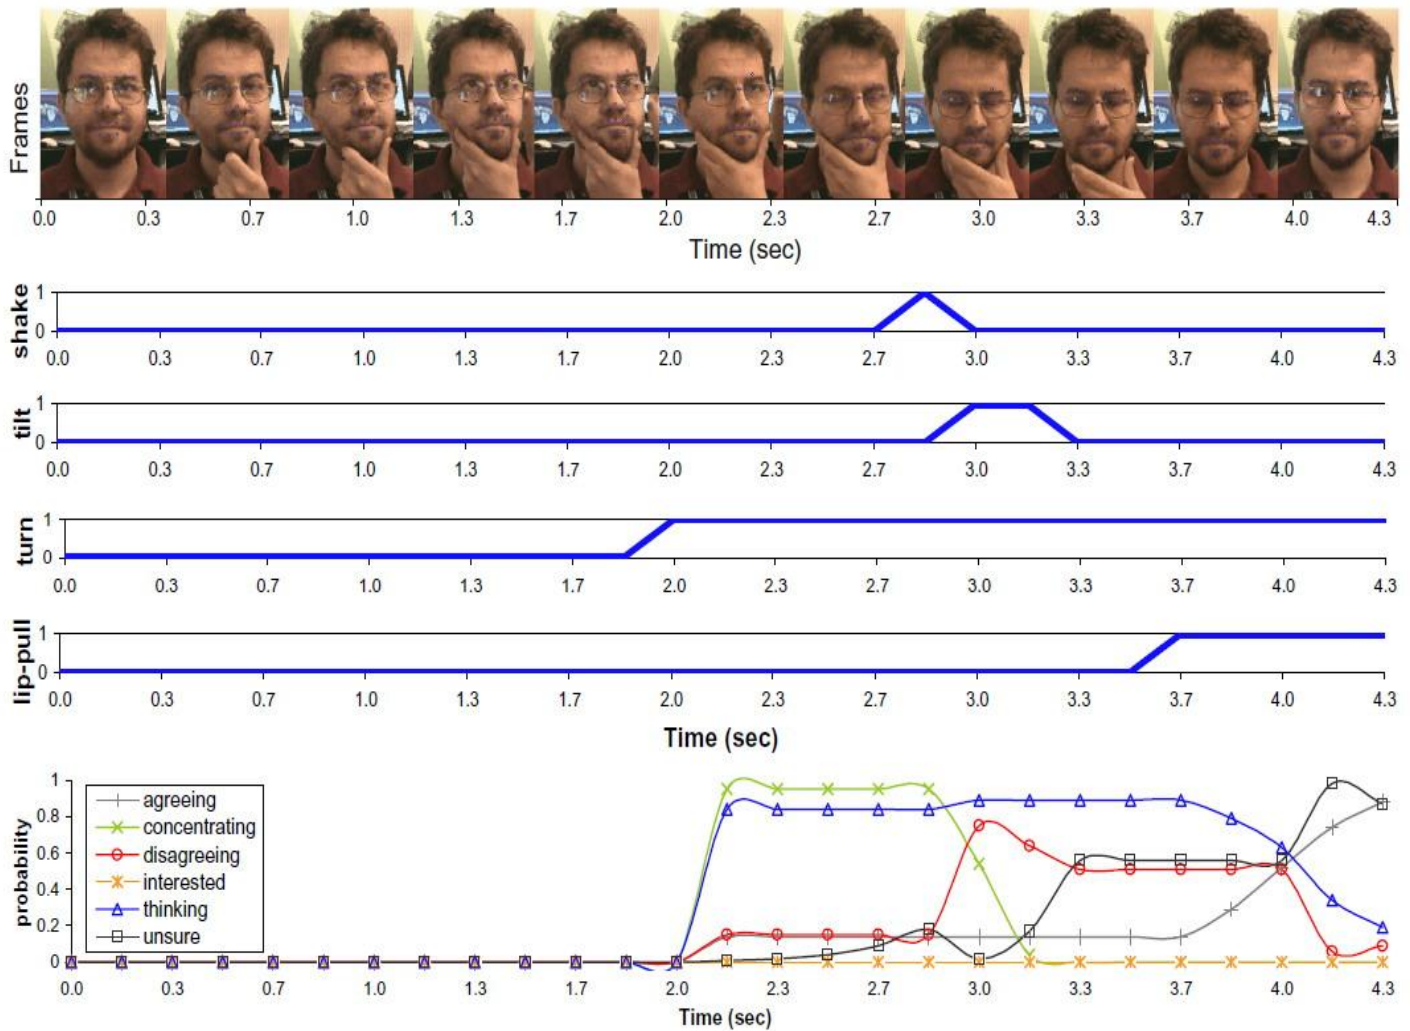 Frames
0.0 0.3 0.7 1.0 1.3 1.7 2.0 2.3 2.7 3.0 3.3 3.7 4.0 4.3
Time (sec)
shake
1
0
0.0 0.3 0.7 1.0 1.3 1.7 2.0 2.3 2.7 3.0 3.3 3.7 4.0 4.3
tilt
1
0
0.0 0.3 0.7 1.0 1.3 1.7 2.0 2.3 2.7 3.0 3.3 3.7 4.0 4.3
turn
1
0
0.0 0.3 0.7 1.0 1.3 1.7 2.0 2.3 2.7 3.0 3.3 3.7 4.0 4.3
lip-pull
1
0
0.0 0.3 0.7 1.0 1.3 1.7 2.0 2.3 2.7 3.0 3.3 3.7 4.0 4.3
Time (sec)
probability
1
0.8
0.6
0.4
0.2
0
agreeing
concentrating
disagreeing
interested
thinking
unsure
0.0 0.3 0.7 1.0 1.3 1.7 2.0 2.3 2.7 3.0 3.3 3.7 4.0 4.3
Time (sec)